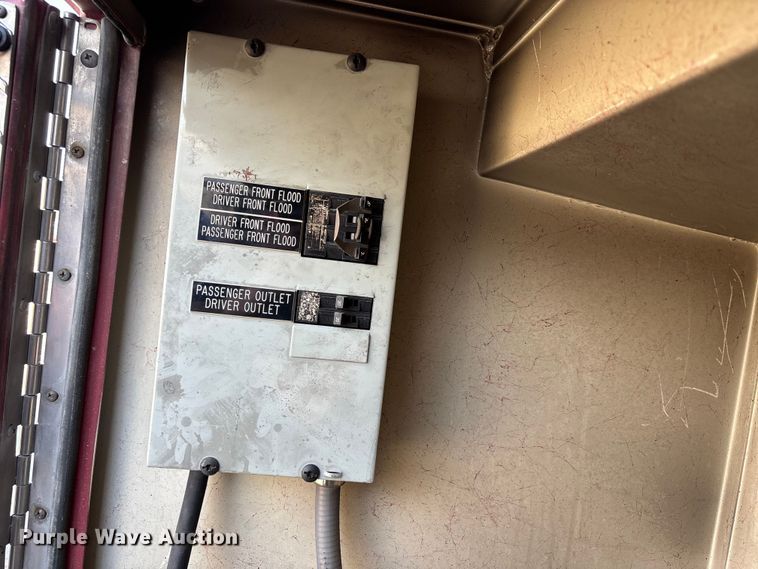 PASSENGER FRONT FLOOD
DRIVER FRONT FLOOD
DRIVER FRONT FLOOD
PASSENGER FRONT FLOOD
PASSENGER OUTLET
DRIVER OUTLET
Purple Wave Auction